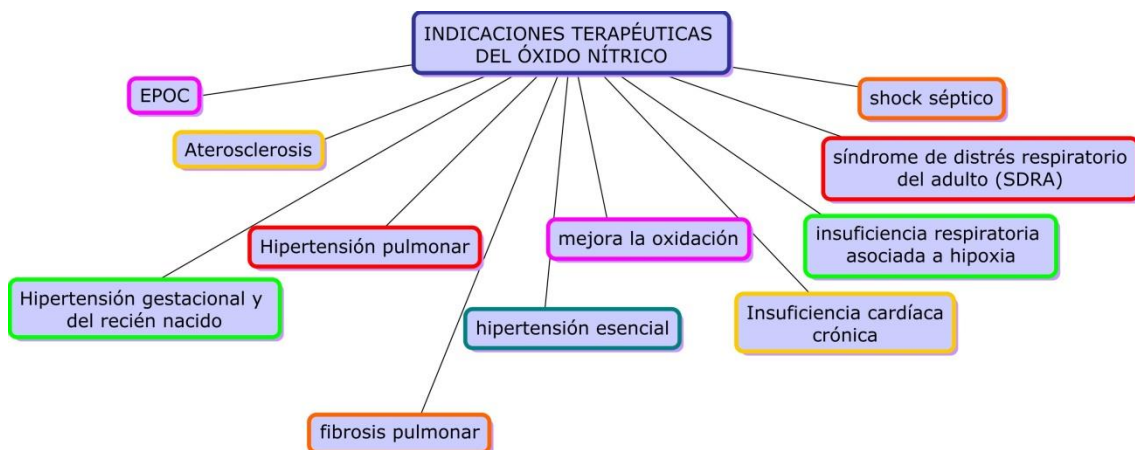 INDICACIONES TERAPÉUTICAS
DEL ÓXIDO NÍTRICO
EPOC
shock séptico
Aterosclerosis
síndrome de distrés respiratorio
del adulto (SDRA)
Hipertensión pulmonar
mejora la oxidación
insuficiencia respiratoria
asociada a hipoxia
Hipertensión gestacional y
del recién nacido
hipertensión esencial
Insuficiencia cardíaca
crónica
fibrosis pulmonar